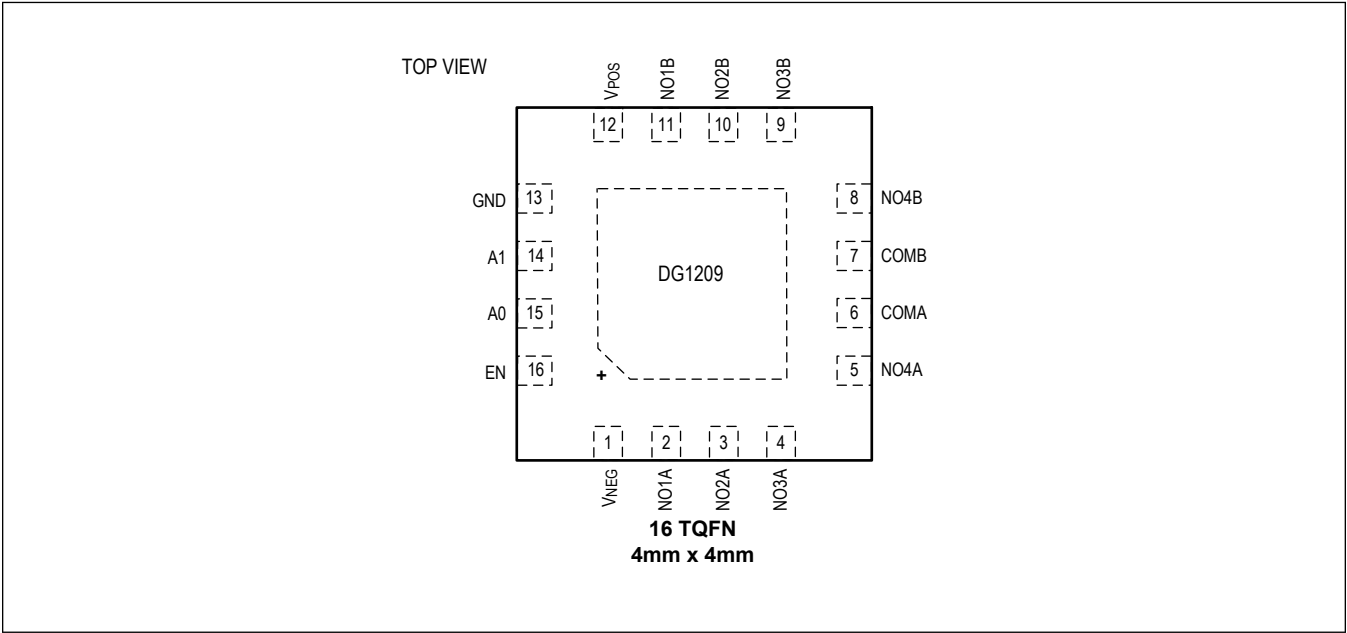 TOP VIEW
VPOS
NO1B
NO2B
NO3B
12 11 10 9
GND 13
8 NO4B
A1 14
7 COMB
DG1209
A0 15
6 COMA
EN 16
5 NO4A
+
1 2 3 4
VNEG
NO1A
NO2A
NO3A
16 TQFN
4mm x 4mm